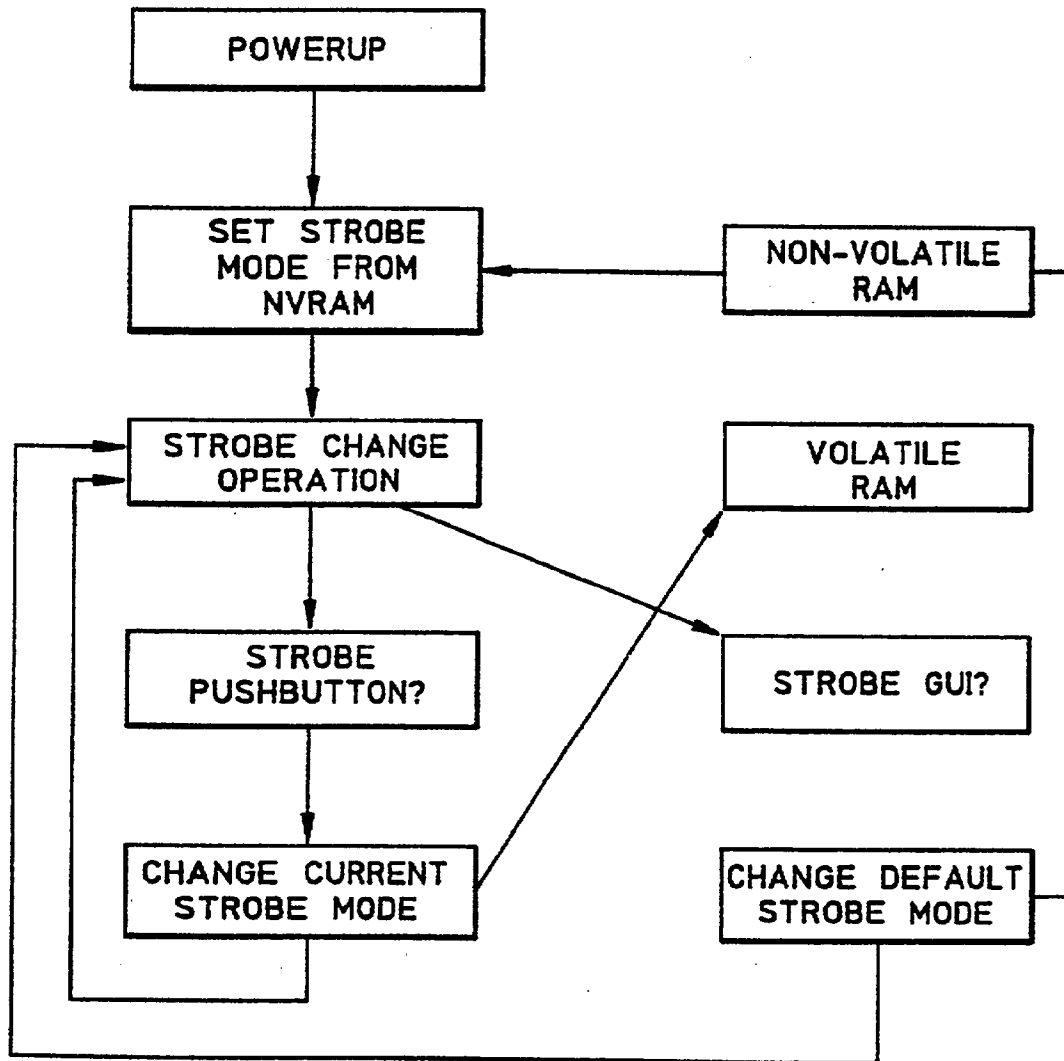 POWERUP
SET STROBE
MODE FROM
NVRAM
NON-VOLATILE
RAM
STROBE CHANGE
OPERATION
VOLATILE
RAM
STROBE
PUSHBUTTON?
STROBE GUI?
CHANGE CURRENT
STROBE MODE
CHANGE DEFAULT
STROBE MODE